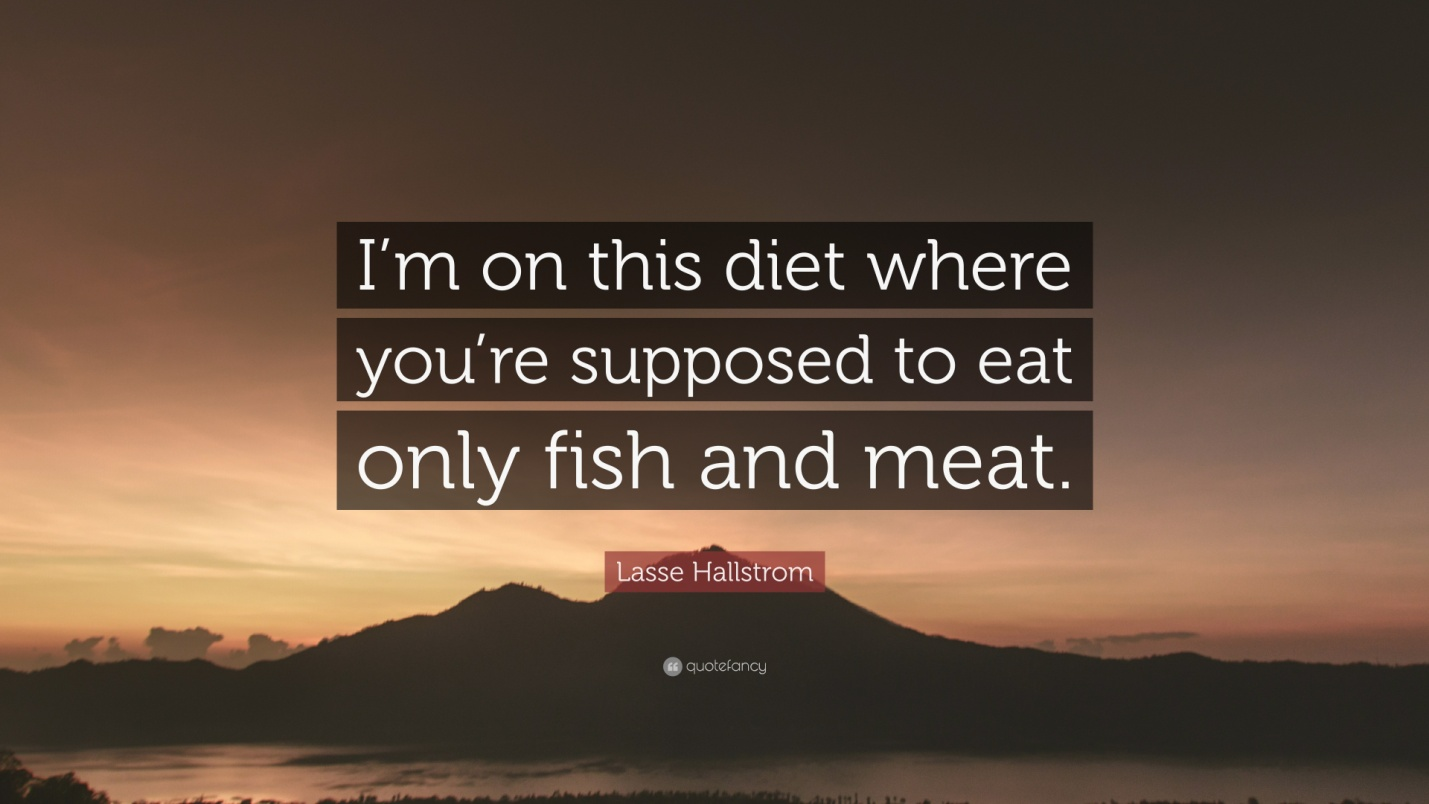 I’m on this diet where
you’re supposed to eat
only fish and meat.
Lasse Hallstrom
quotefancy